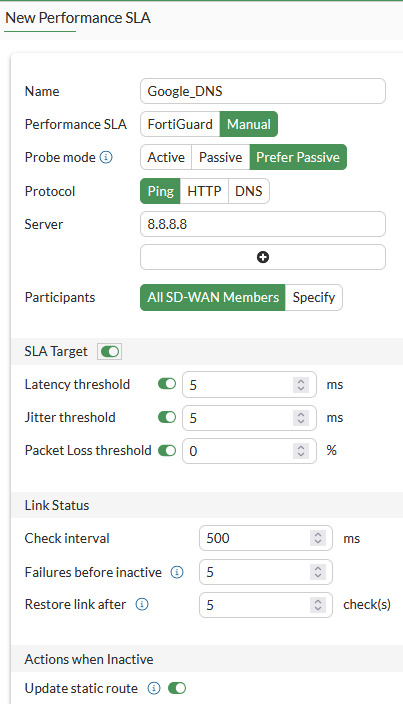 New Performance SLA
Name Google_DNS
Performance SLA FortiGuard Manual
Probe mode Active Passive Prefer Passive
Protocol Ping HTTP DNS
Server 8.8.8.8
Participants All SD-WAN Members Specify
SLA Target
Latency threshold 5 ms
Jitter threshold 5 ms
Packet Loss threshold 0 %
Link Status
Check interval 500 ms
Failures before inactive 5
Restore link after 5 check(s)
Actions when Inactive
Update static route